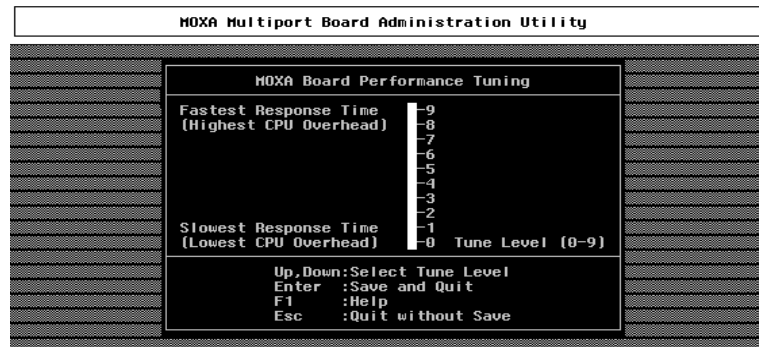 MOXA Multiport Board Administration Utility
MOXA Board Performance Tuning
Fastest Response Time -9
(Highest CPU Overhead) -8
-7
-6
-5
-4
-3
-2
Slowest Response Time -1
(Lowest CPU Overhead) -0 Tune Level (0-9)
Up,Down:Select Tune Level
Enter :Save and Quit
F1 :Help
Esc :Quit without Save